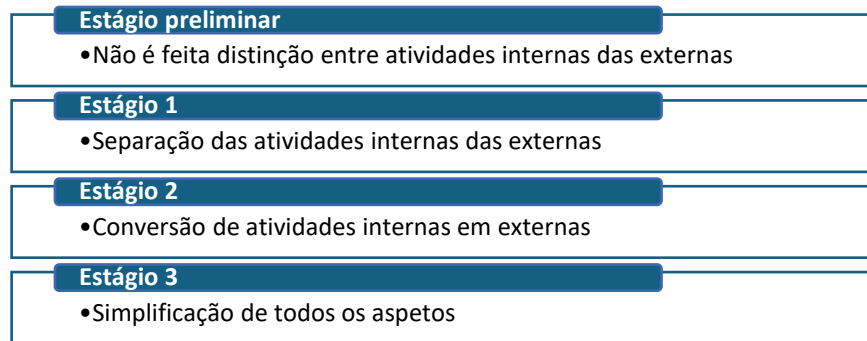 Estágio preliminar
•Não é feita distinção entre atividades internas das externas
Estágio 1
•Separação das atividades internas das externas
Estágio 2
•Conversão de atividades internas em externas
Estágio 3
•Simplificação de todos os aspetos